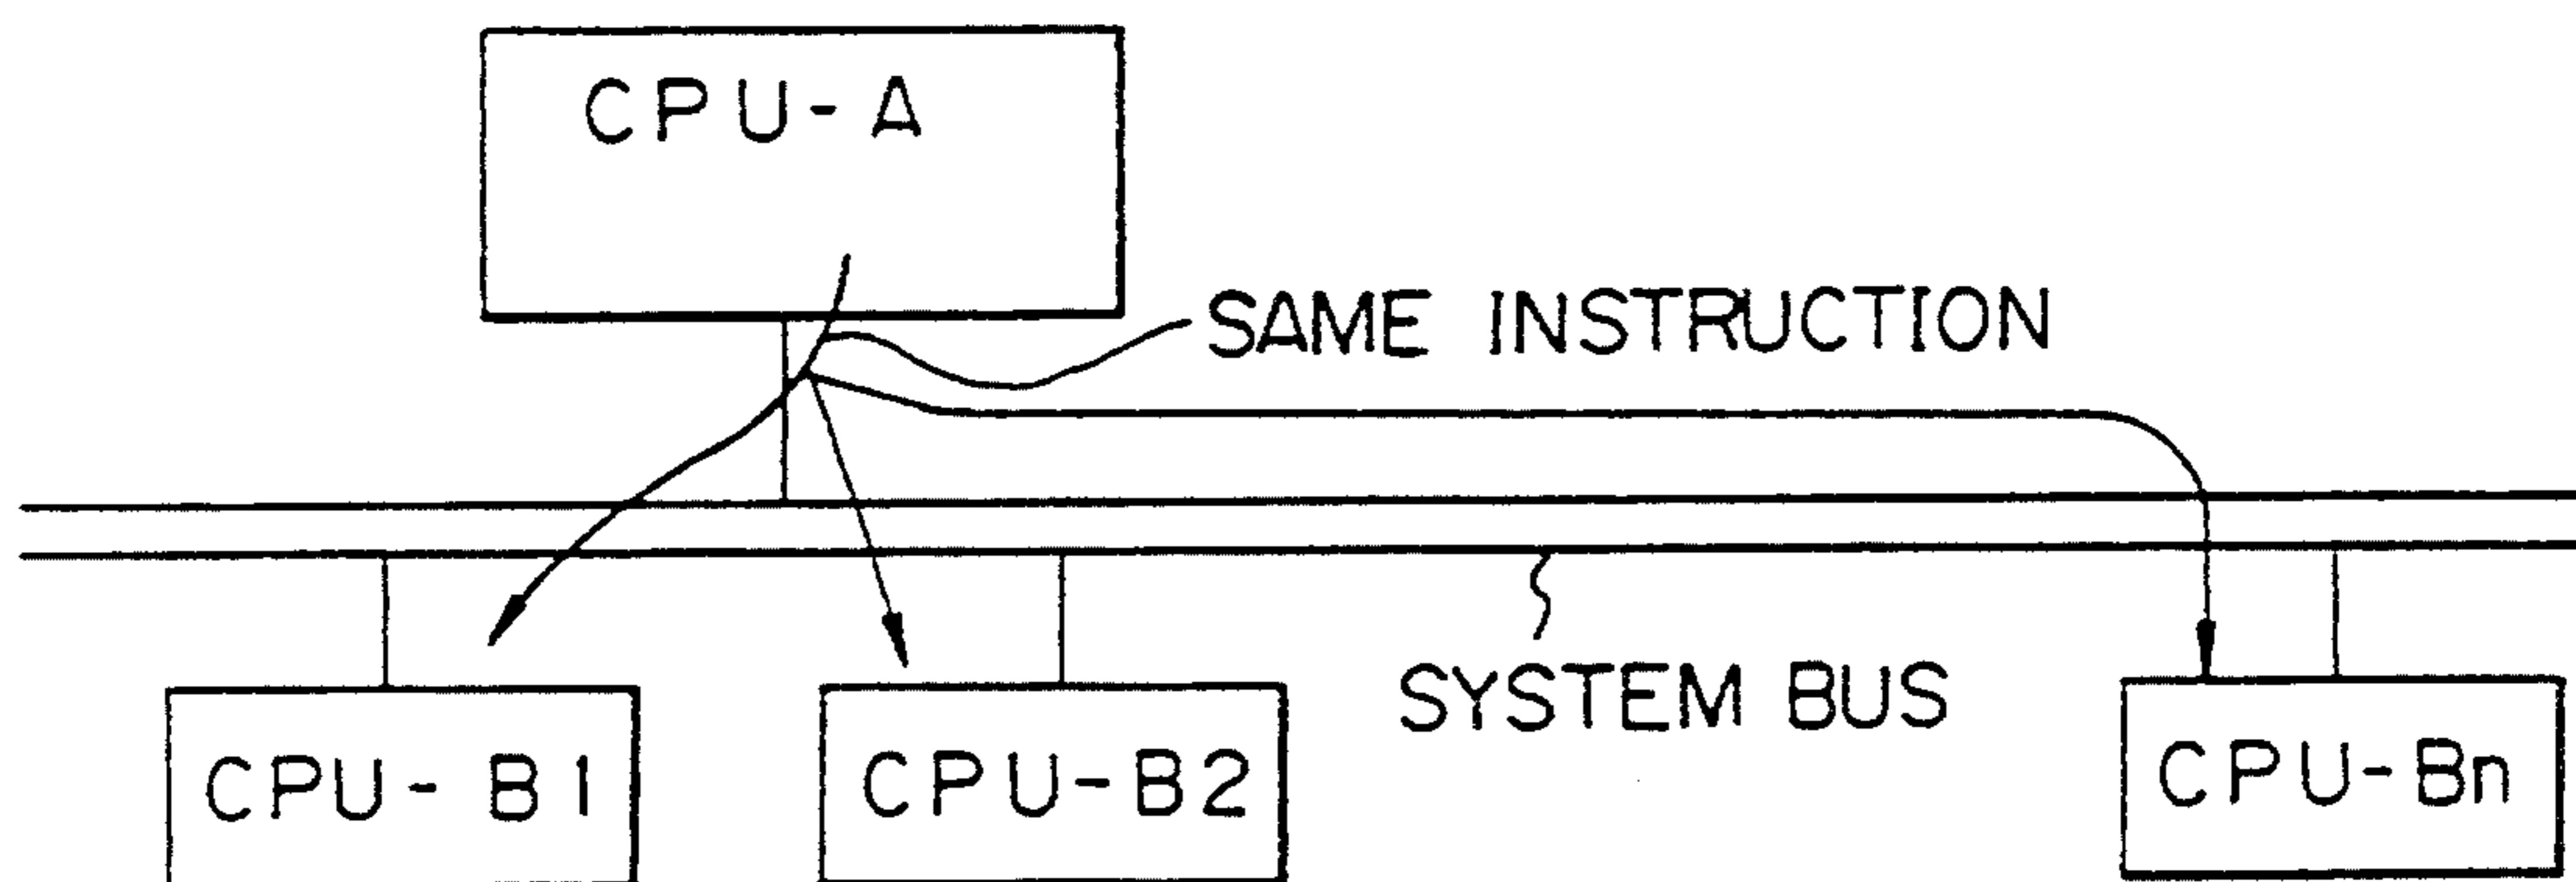 CPU-A
SAME INSTRUCTION
SYSTEM BUS
CPU-B1
CPU-B2
CPU-Bn